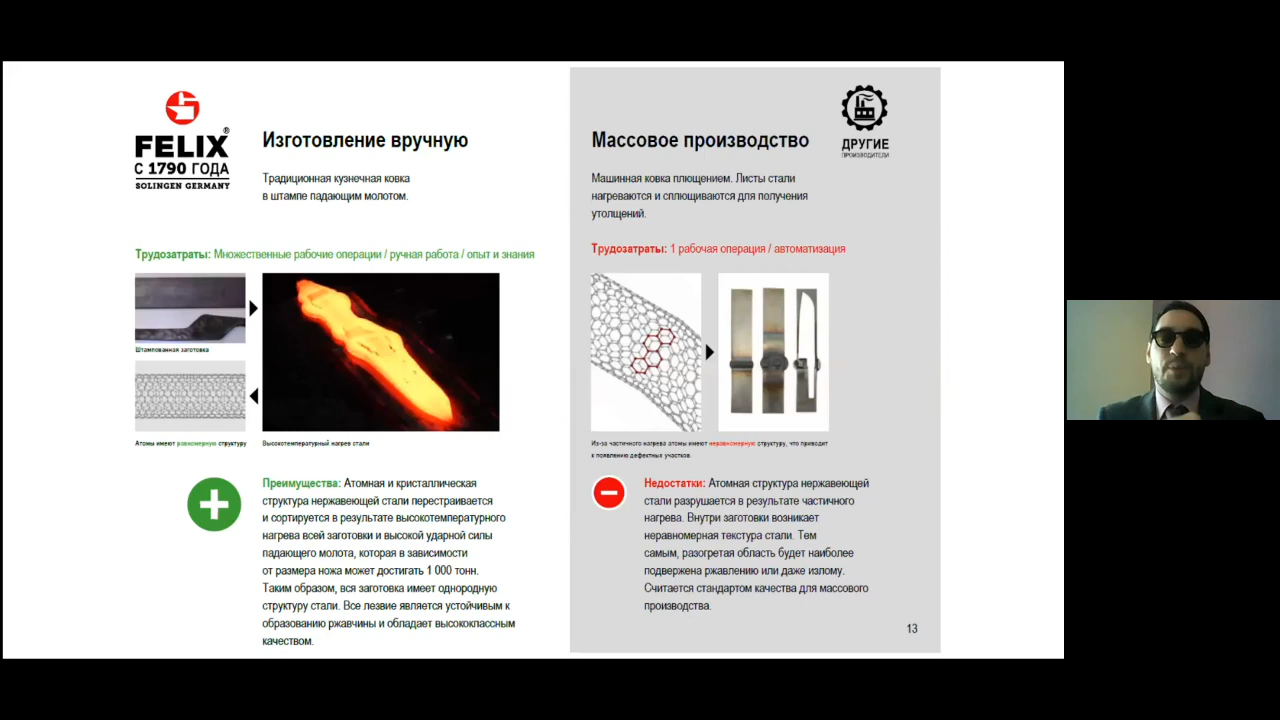 FELIX®
С 1790 ГОДА
SOLINGEN GERMANY
Изготовление вручную
Традиционная кузнечная ковка
в штампе падающим молотом.
Трудозатраты: Множественные рабочие операции / ручная работа / опыт и знания
Штампованная заготовка
Атомы имеют равномерную структуру
Высокотемпературный нагрев стали
Преимущества: Атомная и кристаллическая
структура нержавеющей стали перестраивается
и сортируется в результате высокотемпературного
нагрева всей заготовки и высокой ударной силы
падающего молота, которая в зависимости
от размера ножа может достигать 1 000 тонн.
Таким образом, вся заготовка имеет однородную
структуру стали. Все лезвие является устойчивым к
образованию ржавчины и обладает высококлассным
качеством.
Массовое производство
ДРУГИЕ
ПРОИЗВОДИТЕЛИ
Машинная ковка плющением. Листы стали
нагреваются и сплющиваются для получения
утолщений.
Трудозатраты: 1 рабочая операция / автоматизация
Из-за частичного нагрева атомы имеют неравномерную структуру, что приводит
к появлению дефектных участков.
Недостатки: Атомная структура нержавеющей
стали разрушается в результате частичного
нагрева. Внутри заготовки возникает
неравномерная текстура стали. Тем
самым, разогретая область будет наиболее
подвержена ржавлению или даже излому.
Считается стандартом качества для массового
производства.
13